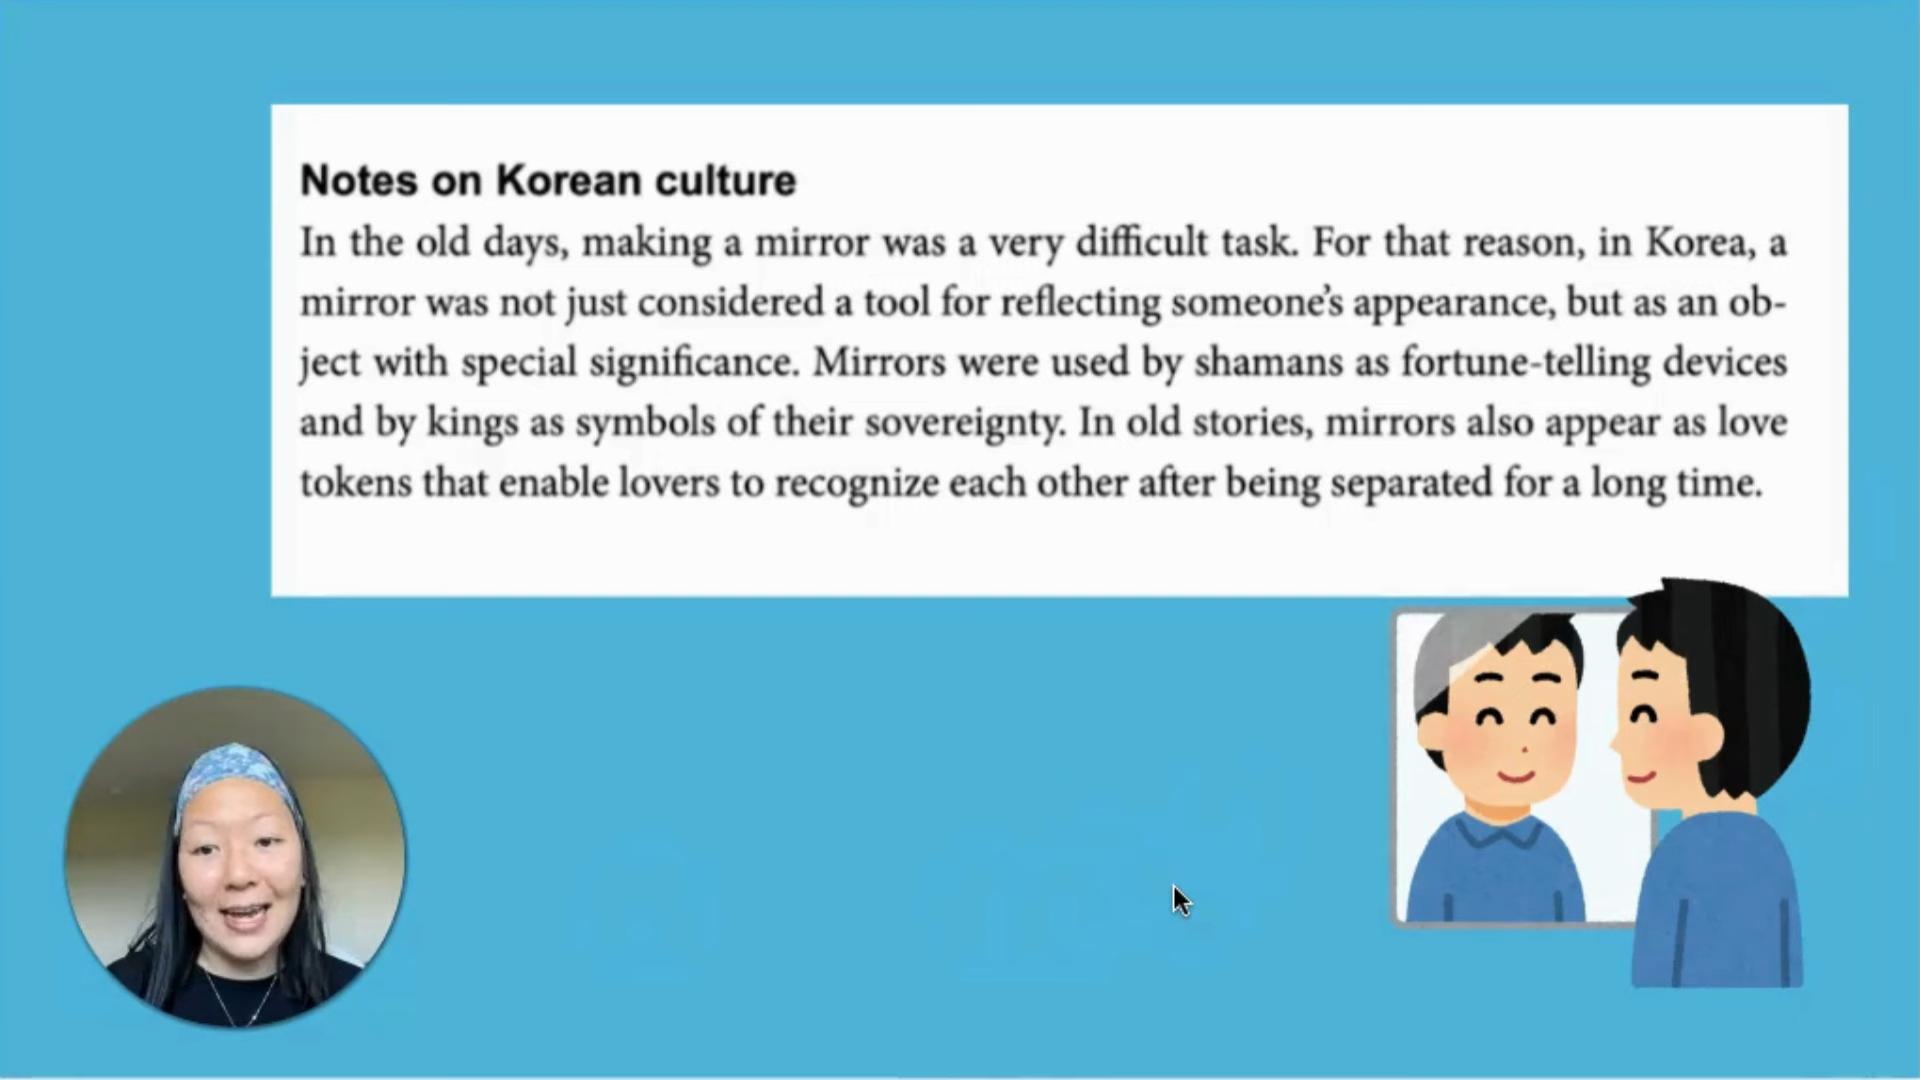 Notes on Korean culture
In the old days, making a mirror was a very difficult task. For that reason, in Korea, a
mirror was not just considered a tool for reflecting someone’s appearance, but as an ob-
ject with special significance. Mirrors were used by shamans as fortune-telling devices
and by kings as symbols of their sovereignty. In old stories, mirrors also appear as love
tokens that enable lovers to recognize each other after being separated for a long time.